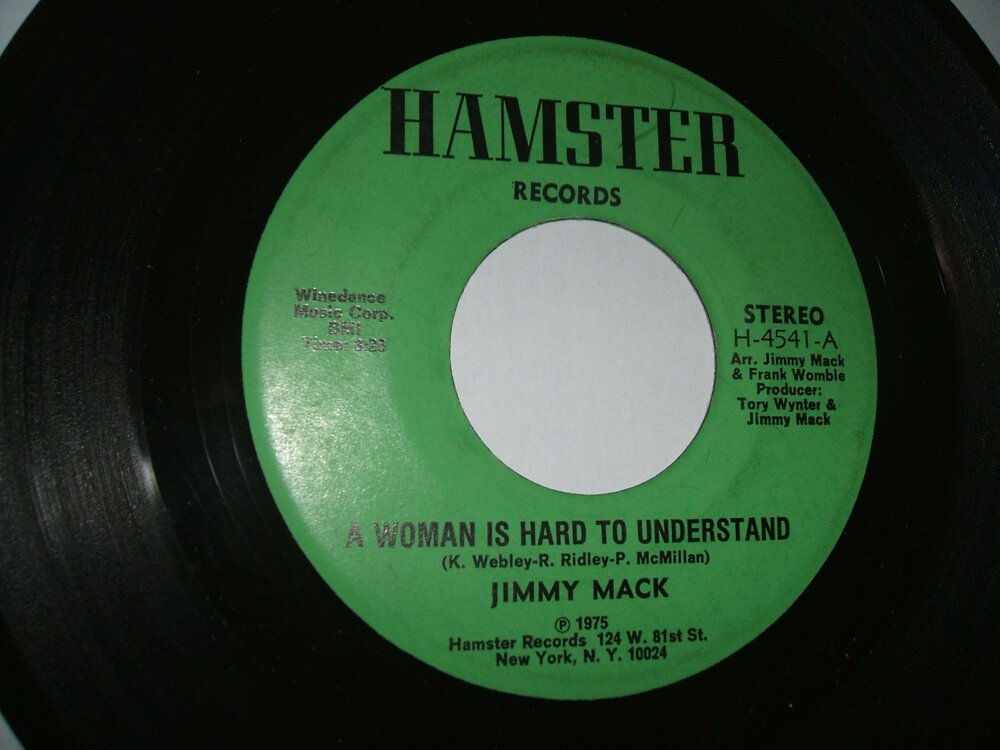 HAMSTER
RECORDS
Winedance
Music Corp.
BMI
Time: 3:23
STEREO
H-4541-A
Arr. Jimmy Mack
& Frank Womble
Producer:
Tory Wynter &
Jimmy Mack
A WOMAN IS HARD TO UNDERSTAND
(K. Webley-R. Ridley-P. McMillan)
JIMMY MACK
℗ 1975
Hamster Records 124 W. 81st St.
New York, N. Y. 10024